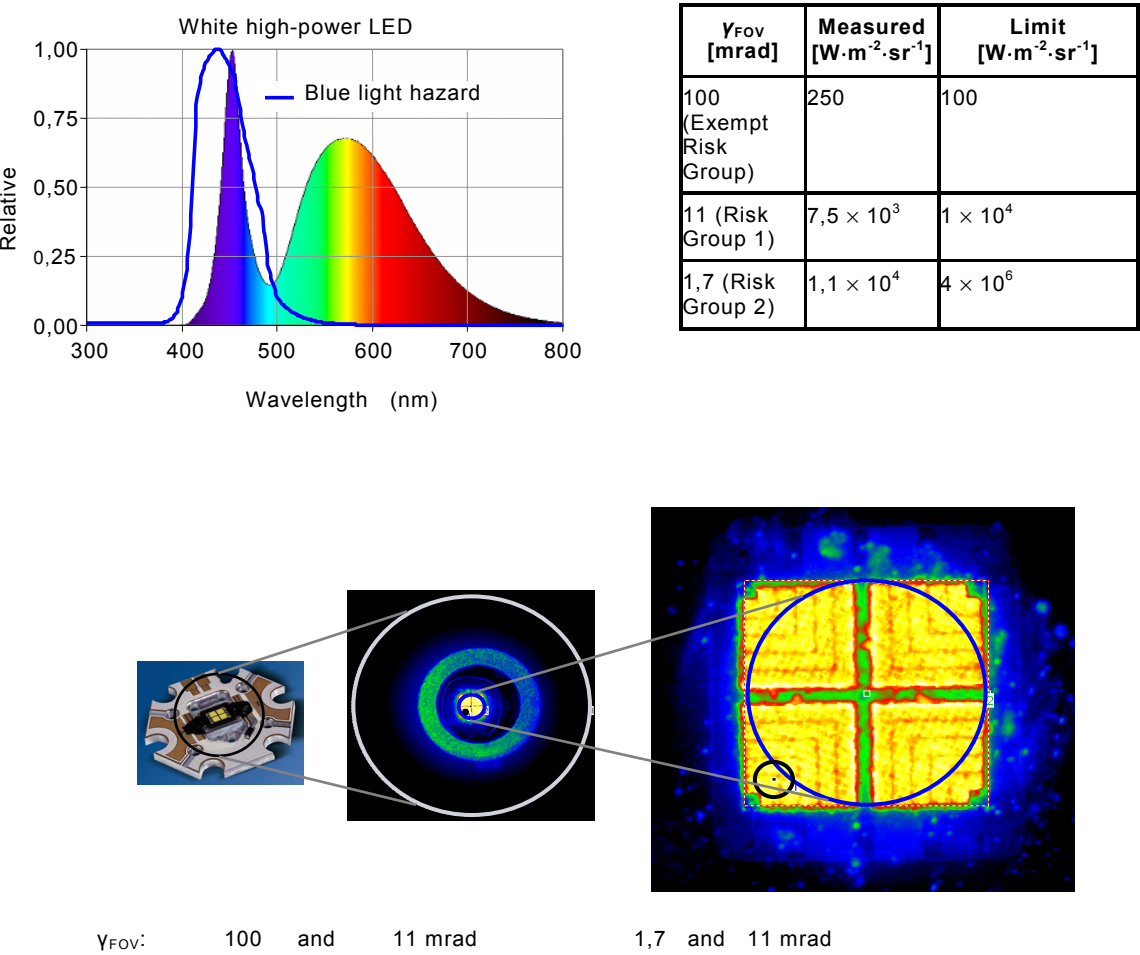 White high-power LED
1,00
0,75
0,50
0,25
0,00
Relative
Blue light hazard
300 400 500 600 700 800
Wavelength (nm)
γFOV [mrad] Measured [W·m-2·sr-1] Limit [W·m-2·sr-1]
100 (Exempt Risk Group) 250 100
11 (Risk Group 1) 7,5 × 10³ 1 × 10⁴
1,7 (Risk Group 2) 1,1 × 10⁴ 4 × 10⁶
γFOV: 100 and 11 mrad 1,7 and 11 mrad